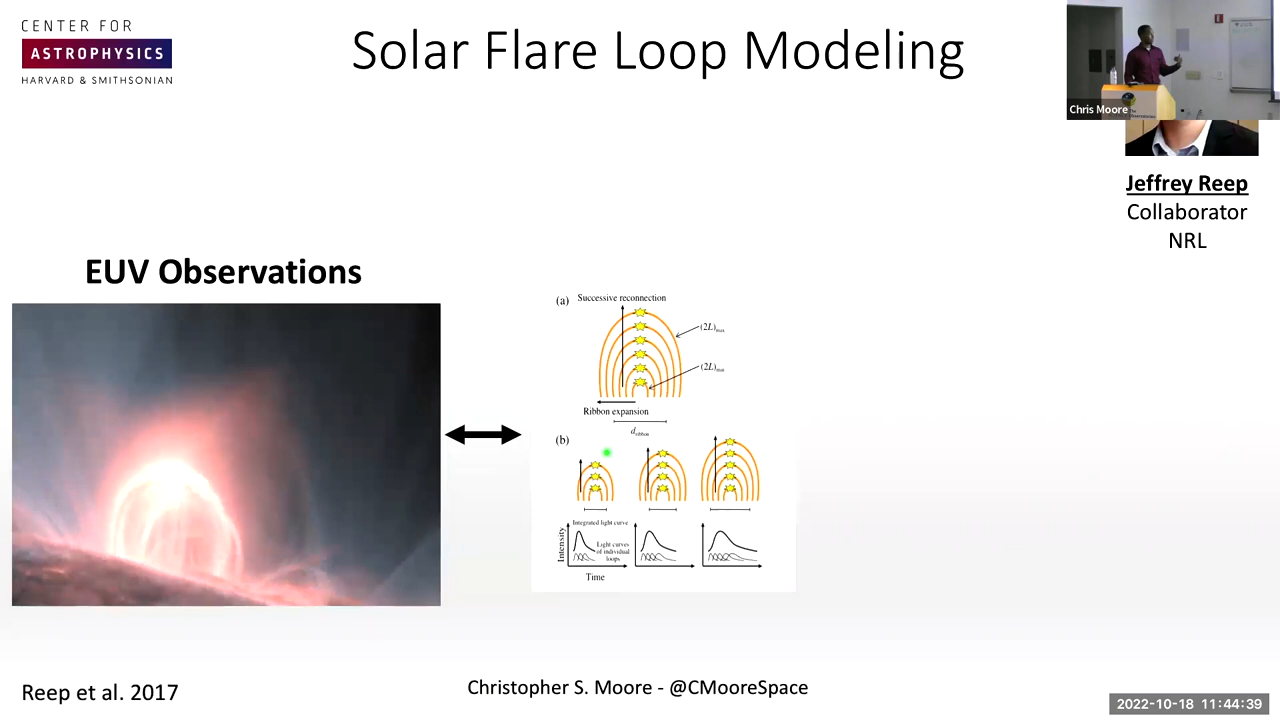 CENTER FOR
ASTROPHYSICS
HARVARD & SMITHSONIAN
Solar Flare Loop Modeling
Chris Moore
Jeffrey Reep
Collaborator
NRL
EUV Observations
(a) Successive reconnection
(2L)max
(2L)max
Ribbon expansion
dribbon
(b)
Integrated light curve
Intensity
Light curves
of individual
loops
Time
Reep et al. 2017
Christopher S. Moore - @CMooreSpace
2022-10-18 11:44:39